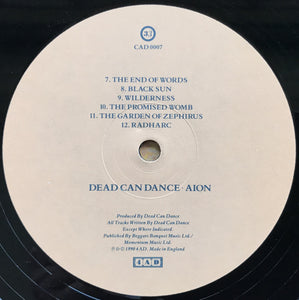 CAD 0007
7. THE END OF WORDS
8. BLACK SUN
9. WILDERNESS
10. THE PROMISED WOMB
11. THE GARDEN OF ZEPHIRUS
12. RADHARC
DEAD CAN DANCE · AION
Produced By Dead Can Dance
All Tracks Written By Dead Can Dance
Except Where Indicated.
Published By Beggars Banquet Music Ltd./
Momentum Music Ltd.
℗ © 1990 4AD. Made in England
4AD